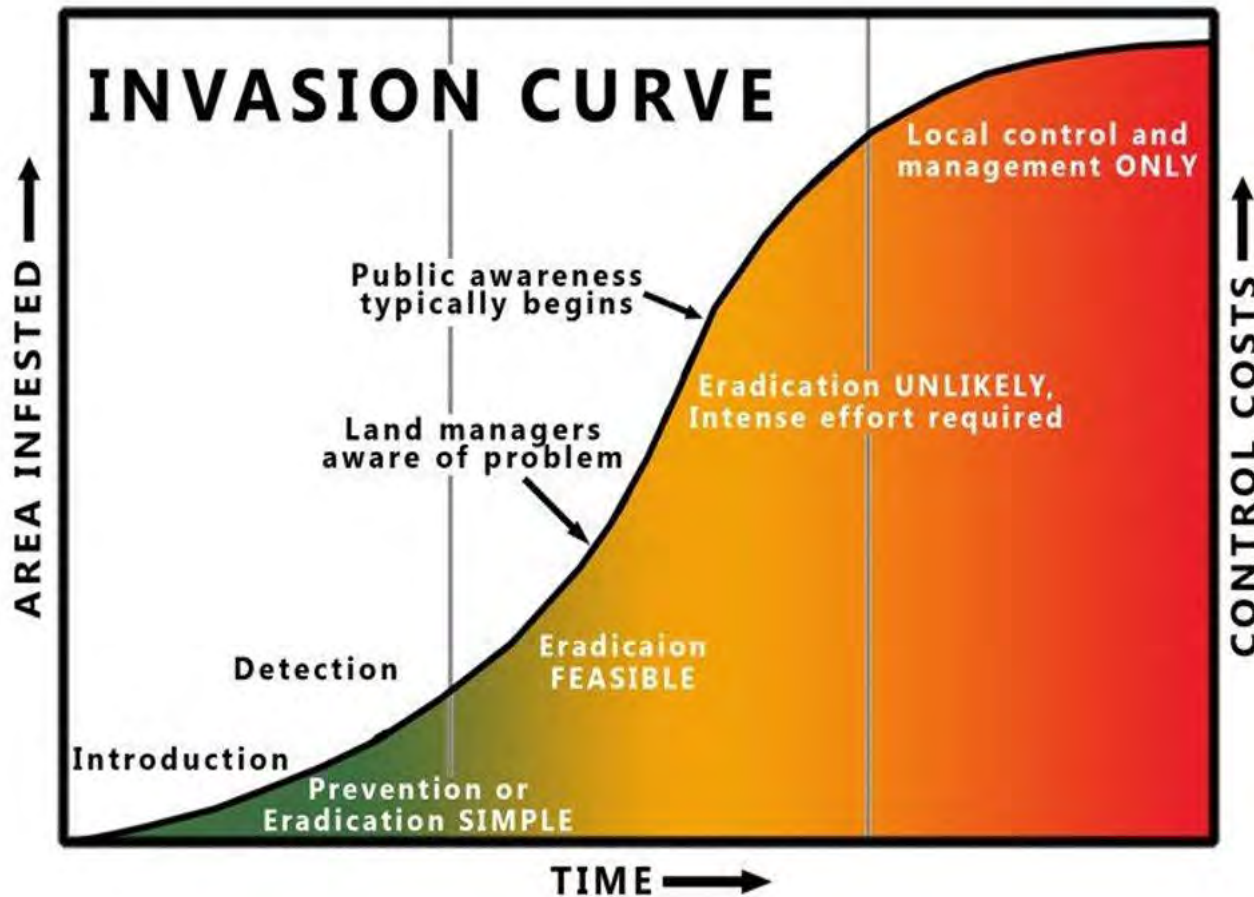 INVASION CURVE
Local control and
management ONLY
Public awareness
typically begins
Eradication UNLIKELY,
Intense effort required
Land managers
aware of problem
Eradicaion
FEASIBLE
Detection
Introduction
Prevention or
Eradication SIMPLE
AREA INFESTED
CONTROL COSTS
TIME